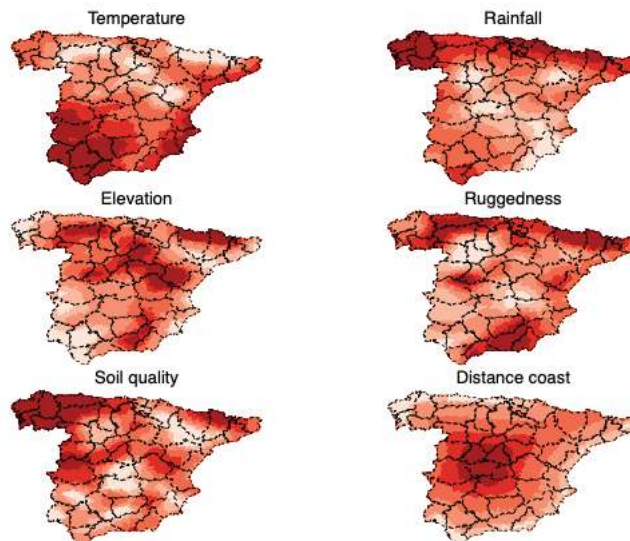 Temperature
Rainfall
Elevation
Ruggedness
Soil quality
Distance coast